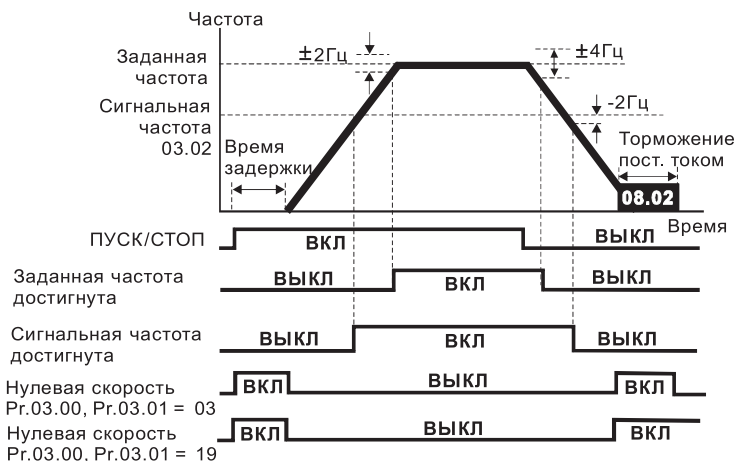 Частота
Заданная
частота
±2Гц
±4Гц
Сигнальная
частота
03.02
-2Гц
Время
задержки
Торможение
пост. током
08.02
Время
ПУСК/СТОП
ВКЛ
ВЫКЛ
Заданная частота
достигнута
ВЫКЛ
ВКЛ
ВЫКЛ
Сигнальная частота
достигнута
ВЫКЛ
ВКЛ
ВЫКЛ
Нулевая скорость
Pr.03.00, Pr.03.01 = 03
ВКЛ
ВЫКЛ
ВКЛ
Нулевая скорость
Pr.03.00, Pr.03.01 = 19
ВКЛ
ВЫКЛ
ВКЛ